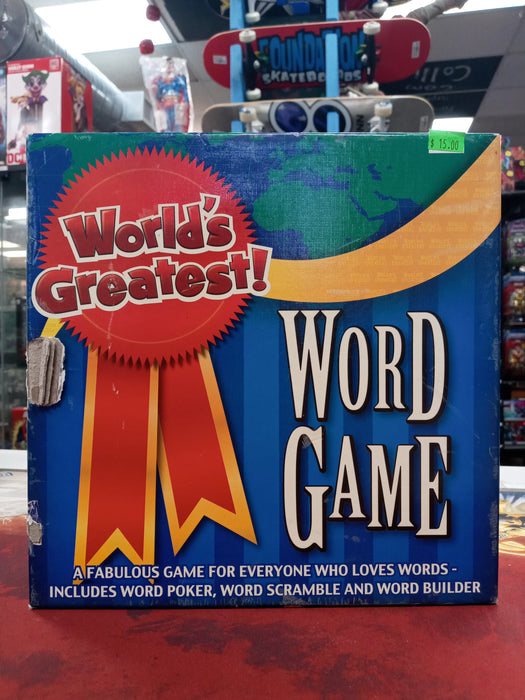 FOUNDATION
SKATEBOARDS
$ 15.00
World's
Greatest!
WORD
GAME
A FABULOUS GAME FOR EVERYONE WHO LOVES WORDS -
INCLUDES WORD POKER, WORD SCRAMBLE AND WORD BUILDER